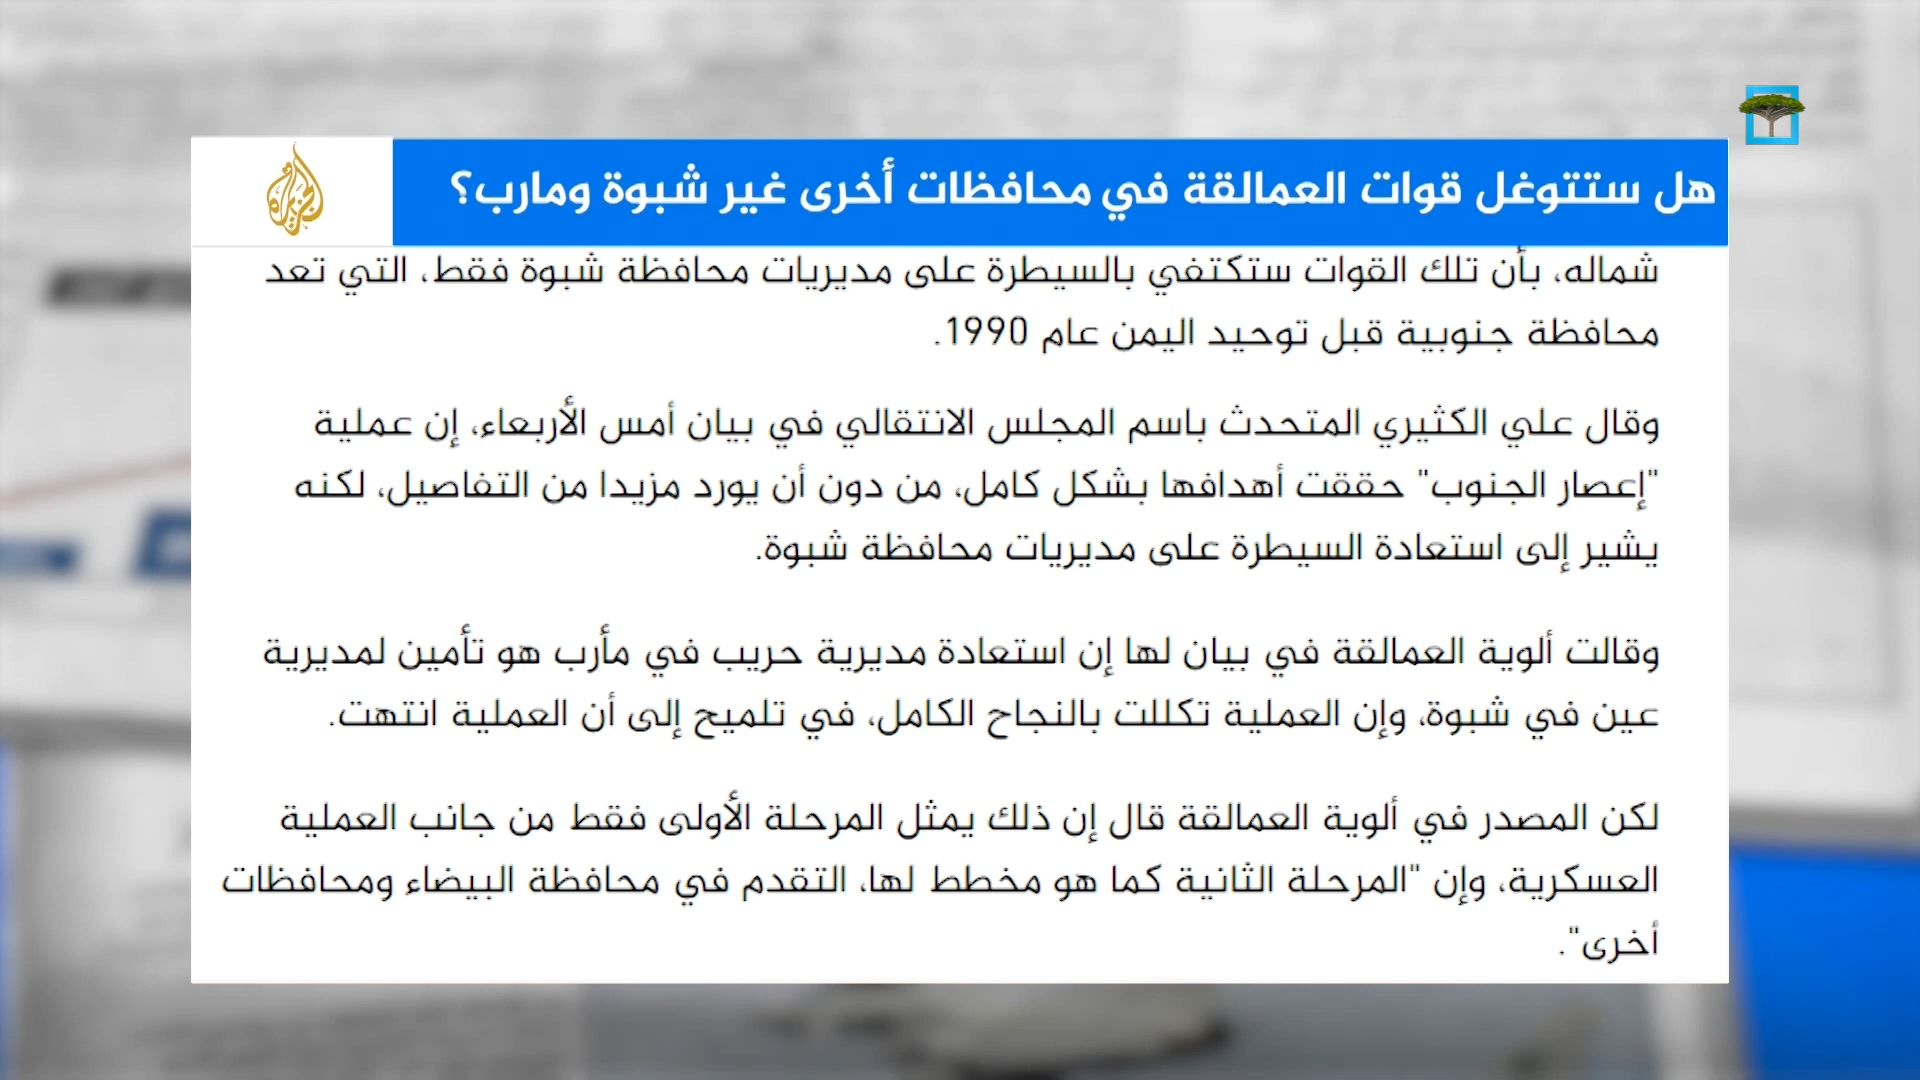 هل ستتوغل قوات العمالقة في محافظات أخرى غير شبوة ومارب؟
شماله، بأن تلك القوات ستكتفي بالسيطرة على مديريات محافظة شبوة فقط، التي تعد
محافظة جنوبية قبل توحيد اليمن عام 1990.
وقال علي الكثيري المتحدث باسم المجلس الانتقالي في بيان أمس الأربعاء، إن عملية
"إعصار الجنوب" حققت أهدافها بشكل كامل، من دون أن يورد مزيدا من التفاصيل، لكنه
يشير إلى استعادة السيطرة على مديريات محافظة شبوة.
وقالت ألوية العمالقة في بيان لها إن استعادة مديرية حريب في مأرب هو تأمين لمديرية
عين في شبوة، وإن العملية تكللت بالنجاح الكامل، في تلميح إلى أن العملية انتهت.
لكن المصدر في ألوية العمالقة قال إن ذلك يمثل المرحلة الأولى فقط من جانب العملية
العسكرية، وإن "المرحلة الثانية كما هو مخطط لها، التقدم في محافظة البيضاء ومحافظات
أخرى".